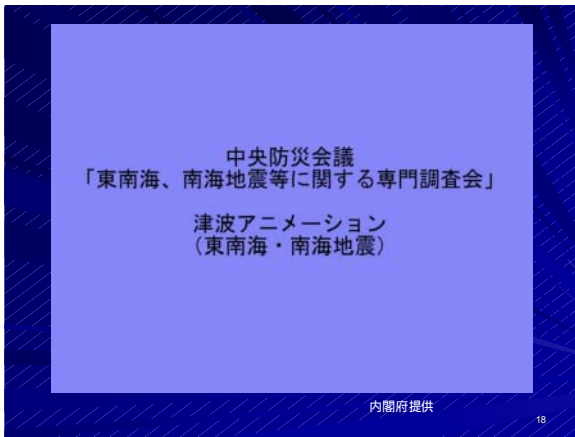 中央防災会議
「東南海、南海地震等に関する専門調査会」
津波アニメーション
（東南海・南海地震）
内閣府提供
18